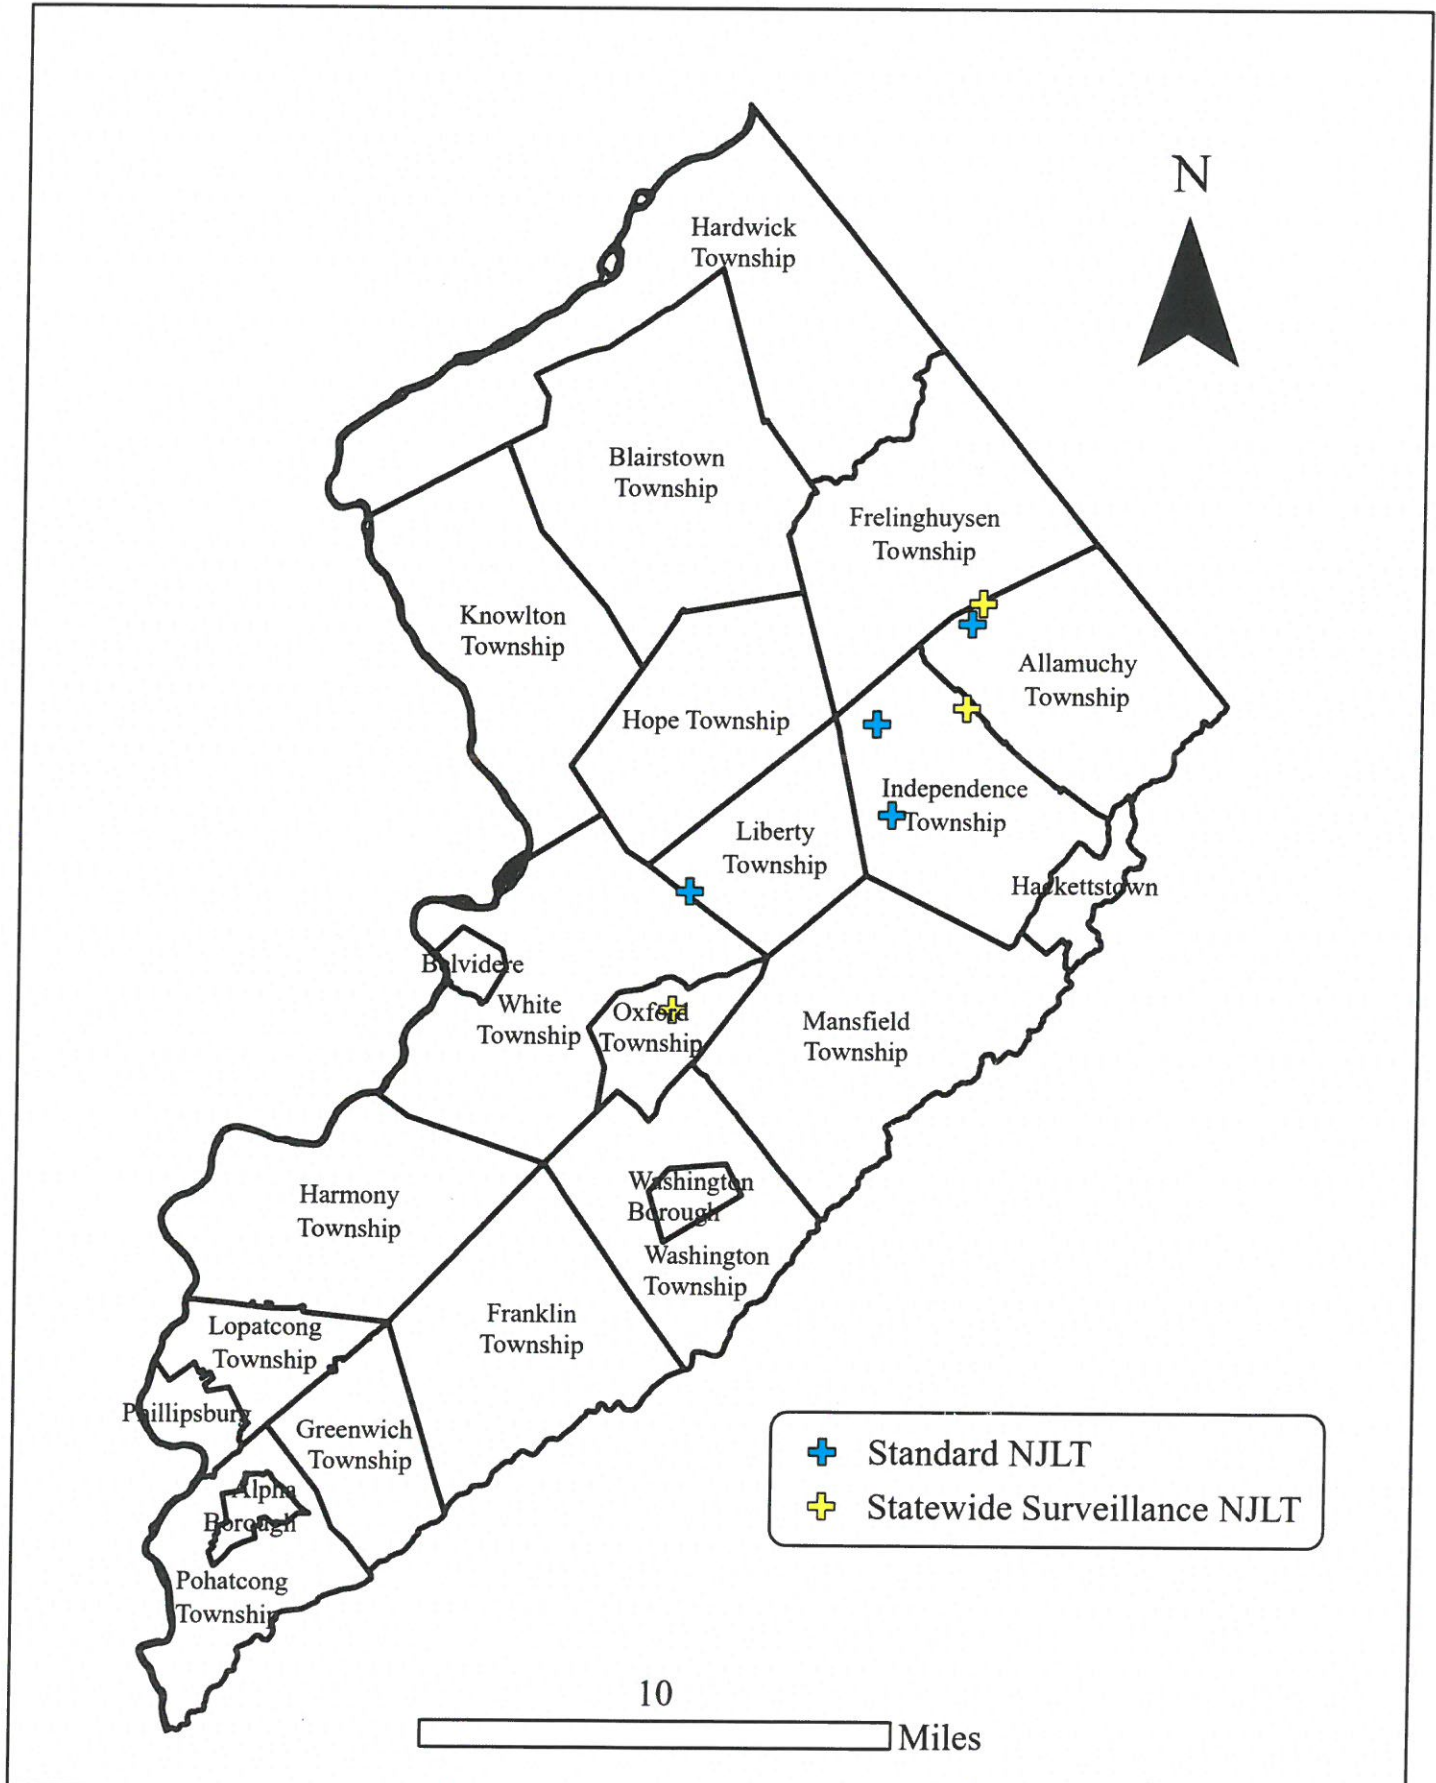 N
Hardwick
Township
Blairstown
Township
Frelinghuysen
Township
Knowlton
Township
Allamuchy
Township
Hope Township
Independence
Township
Liberty
Township
Hackettstown
Belvidere
White
Township
Oxford
Township
Mansfield
Township
Washington
Borough
Harmony
Township
Washington
Township
Franklin
Township
Lopatcong
Township
Phillipsburg
Greenwich
Township
Alpha
Borough
Pohatcong
Township
Standard NJLT
Statewide Surveillance NJLT
10
Miles